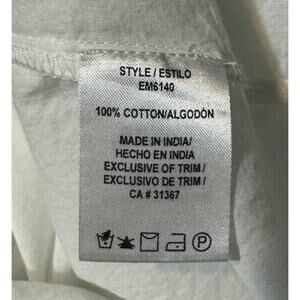 STYLE / ESTILO
EM6140
100% COTTON/ALGODÓN
MADE IN INDIA/
HECHO EN INDIA
EXCLUSIVE OF TRIM /
EXCLUSIVO DE TRIM /
CA # 31367
P